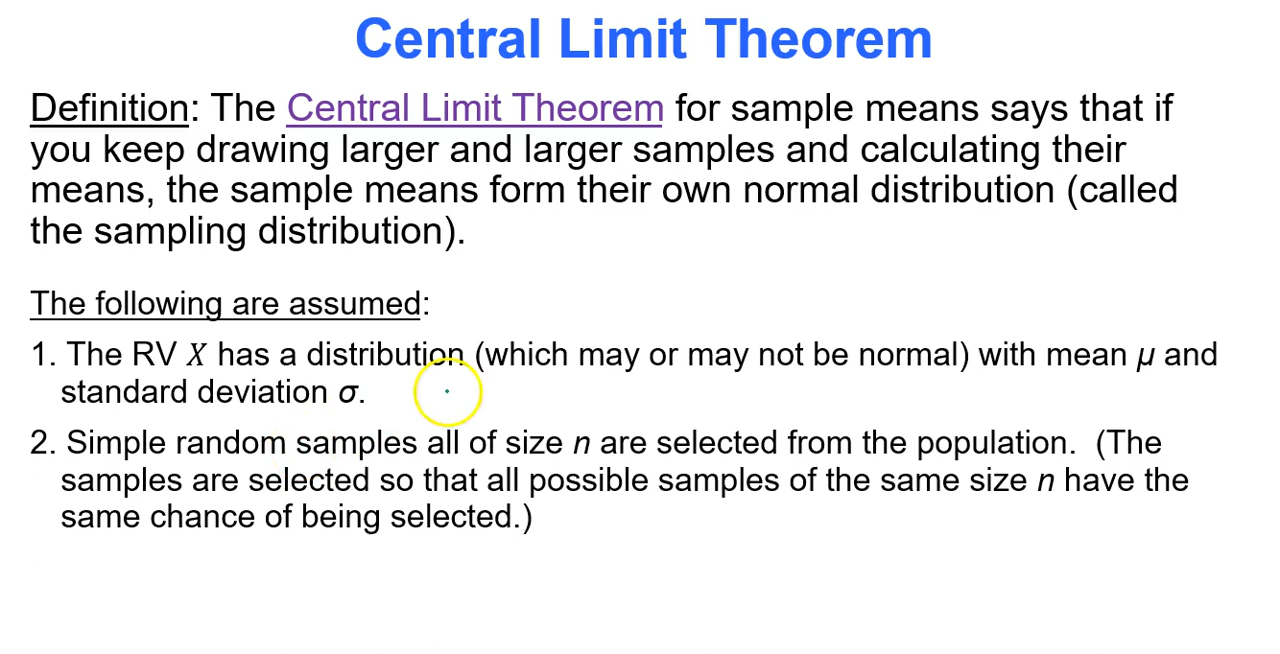 Central Limit Theorem
Definition: The Central Limit Theorem for sample means says that if
you keep drawing larger and larger samples and calculating their
means, the sample means form their own normal distribution (called
the sampling distribution).
The following are assumed:
1. The RV X has a distribution (which may or may not be normal) with mean μ and
standard deviation σ.
2. Simple random samples all of size n are selected from the population. (The
samples are selected so that all possible samples of the same size n have the
same chance of being selected.)